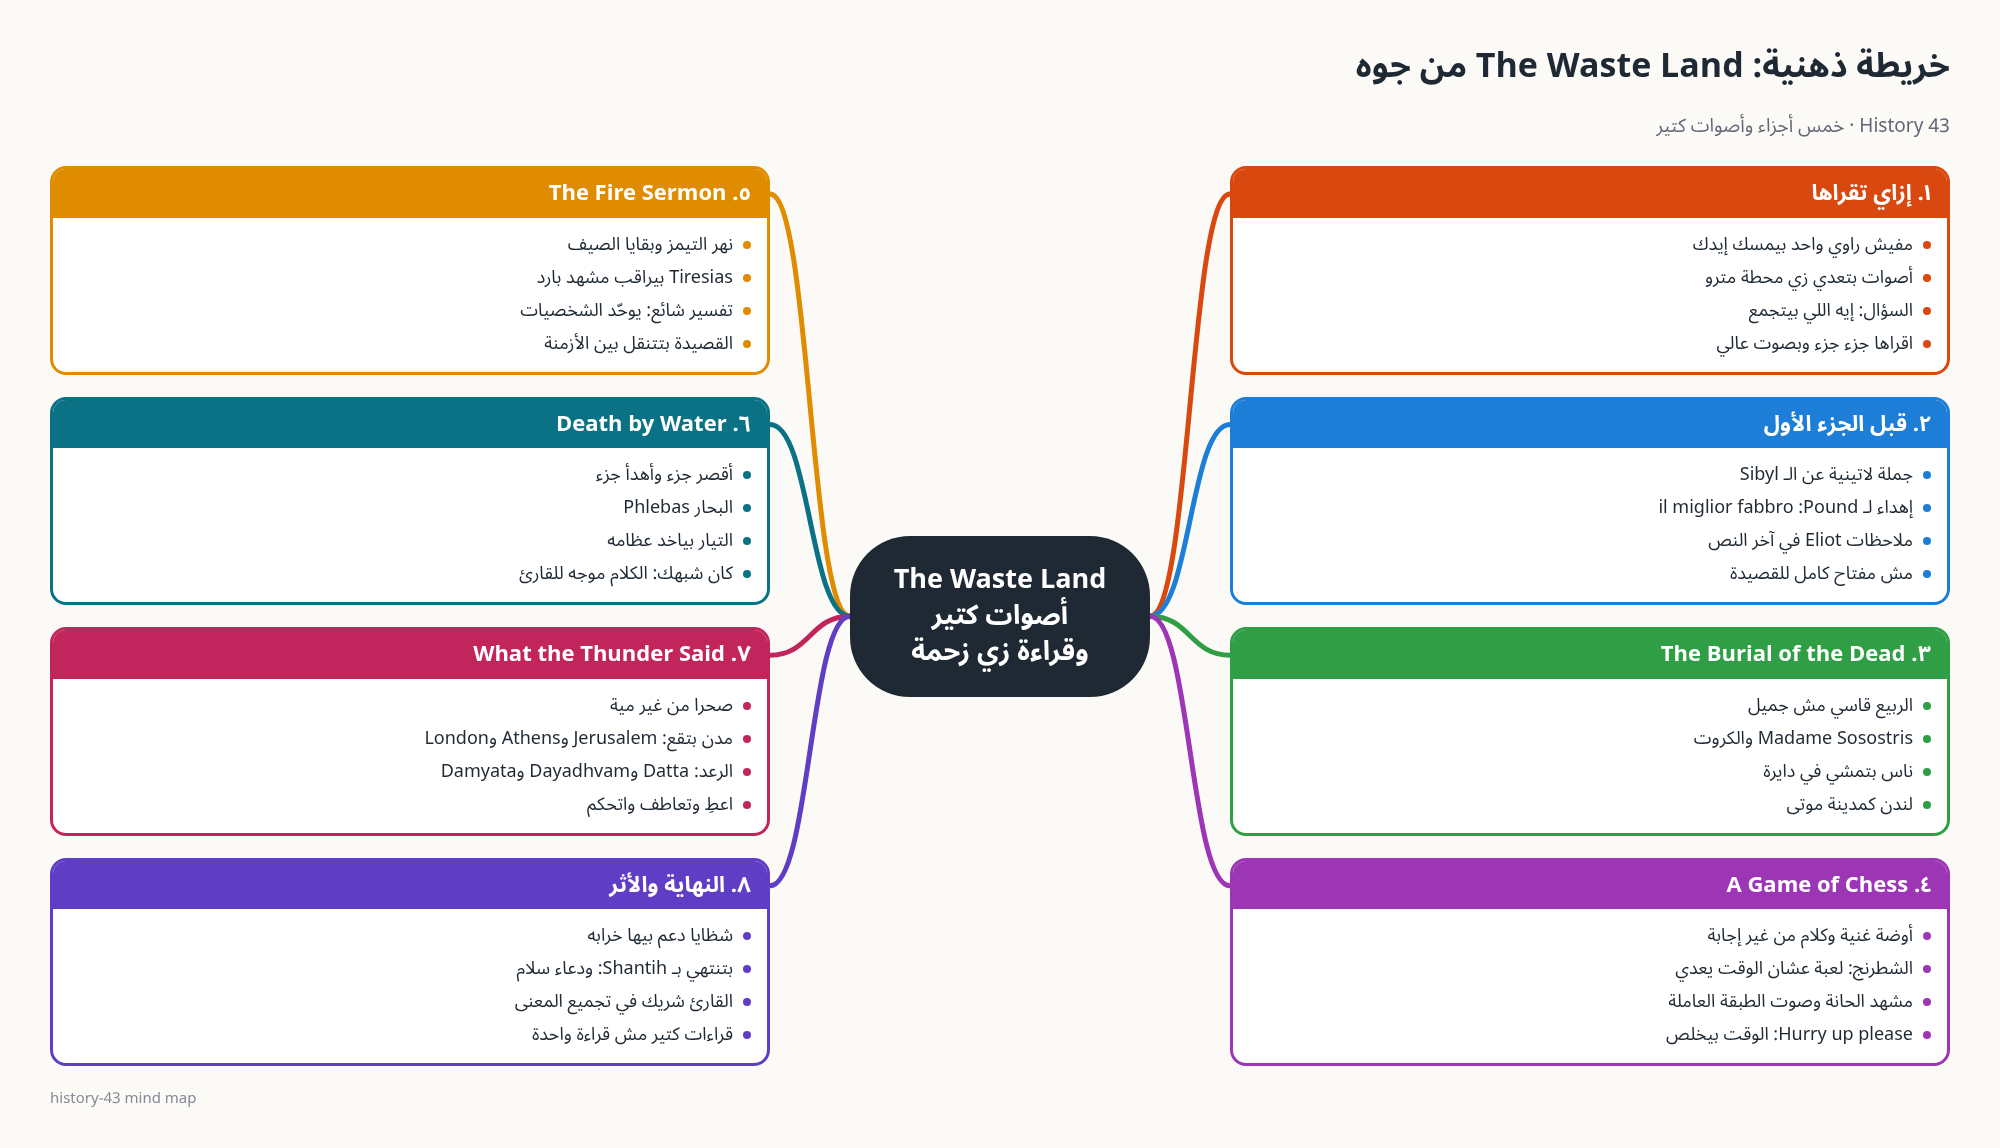 خريطة ذهنية: The Waste Land من جوه
History 43 · خمس أجزاء وأصوات كتير
١. إزاي تقراها
مفيش راوي واحد بيمسك إيدك
أصوات بتعدي زي محطة مترو
السؤال: إيه اللي بيتجمع
اقراها جزء جزء وبصوت عالي
٢. قبل الجزء الأول
جملة لاتينية عن الـ Sibyl
إهداء لـ Pound: il miglior fabbro
ملاحظات Eliot في آخر النص
مش مفتاح كامل للقصيدة
٣. The Burial of the Dead
الربيع قاسي مش جميل
Madame Sosostris والكروت
ناس بتمشي في دايرة
لندن كمدينة موتى
٤. A Game of Chess
أوضة غنية وكلام من غير إجابة
الشطرنج: لعبة عشان الوقت يعدي
مشهد الحانة وصوت الطبقة العاملة
Hurry up please: الوقت بيخلص
The Waste Land
أصوات كتير
وقراءة زي زحمة
٥. The Fire Sermon
نهر التيمز وبقايا الصيف
Tiresias بيراقب مشهد بارد
تفسير شائع: يوحّد الشخصيات
القصيدة بتتنقل بين الأزمنة
٦. Death by Water
أقصر جزء وأهدأ جزء
البحار Phlebas
التيار بياخد عظامه
كان شبهك: الكلام موجه للقارئ
٧. What the Thunder Said
صحرا من غير مية
مدن بتقع: Jerusalem وAthens وLondon
الرعد: Datta وDayadhvam وDamyata
اعطِ وتعاطف واتحكم
٨. النهاية والأثر
شظايا دعم بيها خرابه
بتنتهي بـ Shantih: ودعاء سلام
القارئ شريك في تجميع المعنى
قراءات كتير مش قراءة واحدة
history-43 mind map